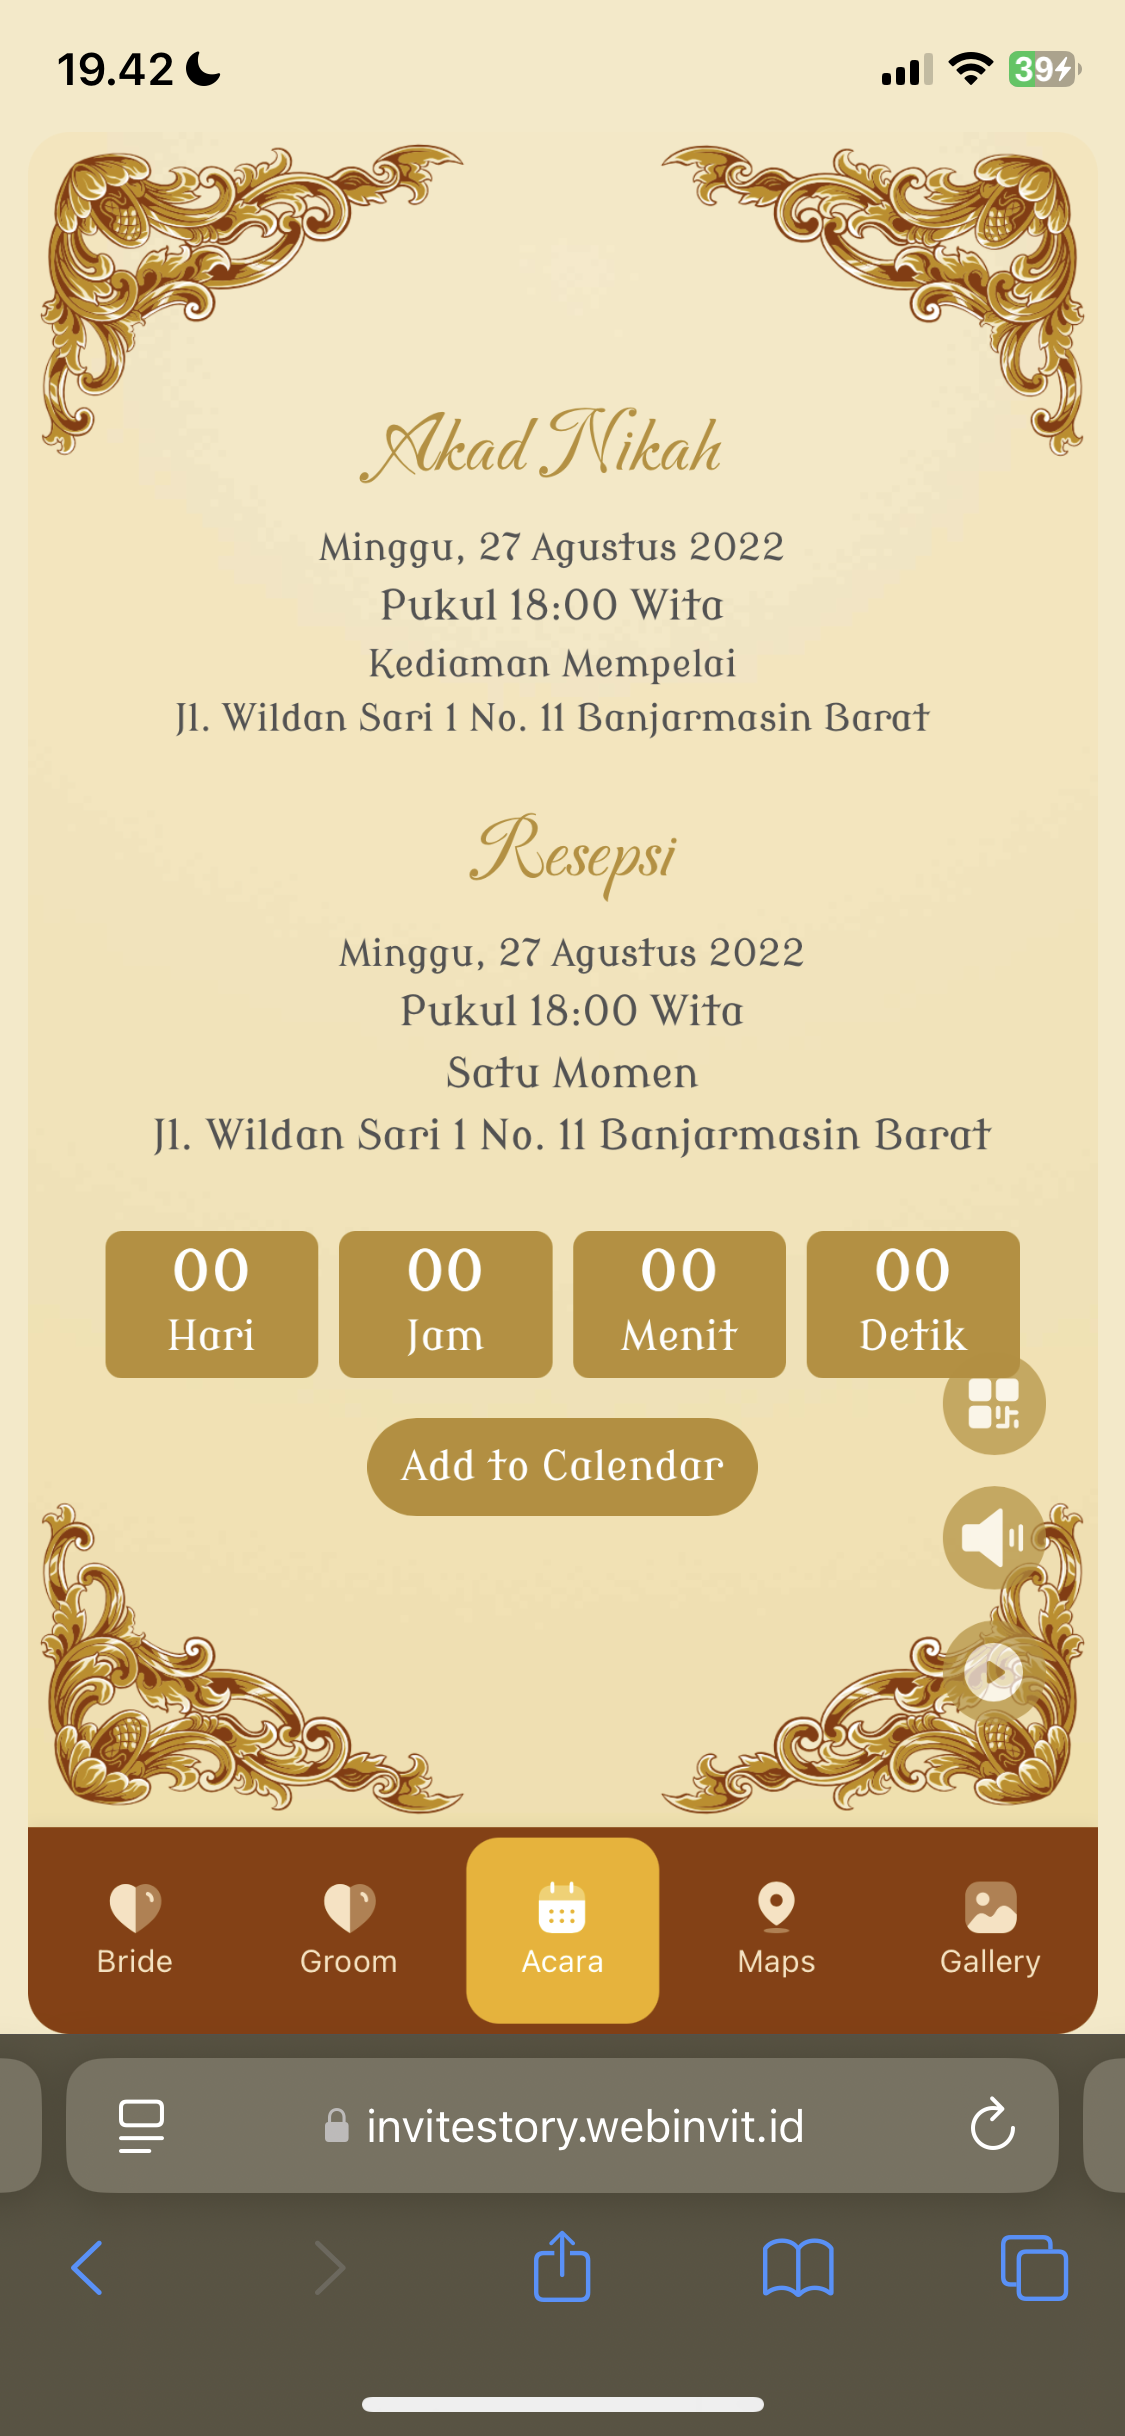 19.42
39
Akad Nikah
Minggu, 27 Agustus 2022
Pukul 18:00 Wita
Kediaman Mempelai
Jl. Wildan Sari 1 No. 11 Banjarmasin Barat
Resepsi
Minggu, 27 Agustus 2022
Pukul 18:00 Wita
Satu Momen
Jl. Wildan Sari 1 No. 11 Banjarmasin Barat
00 00 00 00
Hari Jam Menit Detik
Add to Calendar
Bride Groom Acara Maps Gallery
invitestory.webinvit.id